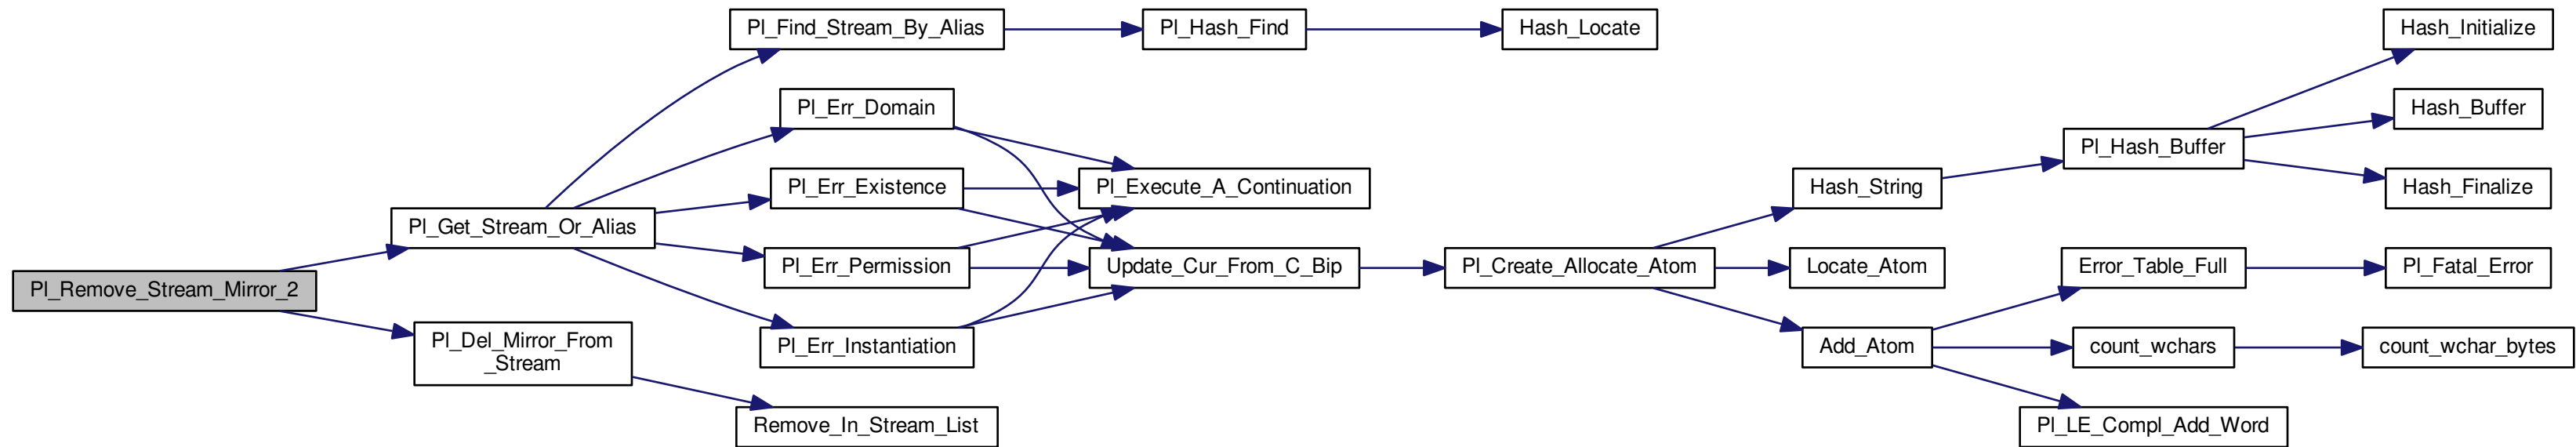 Pl_Remove_Stream_Mirror_2
Pl_Get_Stream_Or_Alias
Pl_Del_Mirror_From
_Stream
Pl_Find_Stream_By_Alias
Pl_Err_Domain
Pl_Err_Existence
Pl_Err_Permission
Pl_Err_Instantiation
Remove_In_Stream_List
Pl_Hash_Find
Pl_Execute_A_Continuation
Update_Cur_From_C_Bip
Hash_Locate
Pl_Create_Allocate_Atom
Hash_String
Locate_Atom
Add_Atom
Pl_Hash_Buffer
Error_Table_Full
count_wchars
Pl_LE_Compl_Add_Word
Hash_Initialize
Hash_Buffer
Hash_Finalize
Pl_Fatal_Error
count_wchar_bytes